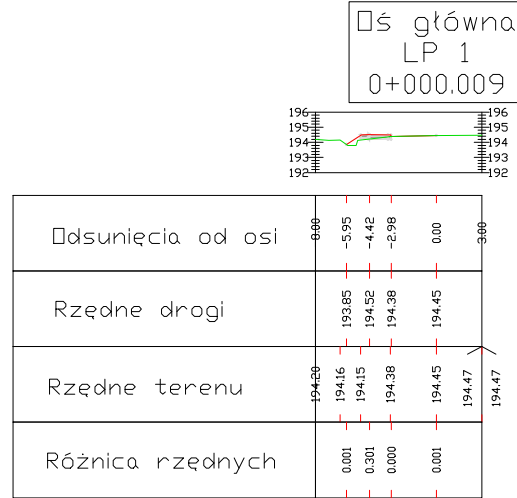 □ś główna
LP 1
0+000.009
196 196
195 195
194 194
193 193
192 192
□dsunięcia od osi 8.00 -5.95 -4.42 -2.98 0.00 3.00
Rzędne drogi 193.85 194.52 194.38 194.45
Rzędne terenu 194.20 194.16 194.15 194.38 194.45 194.47 194.47
Różnica rzędnych 0.001 0.301 0.000 0.001